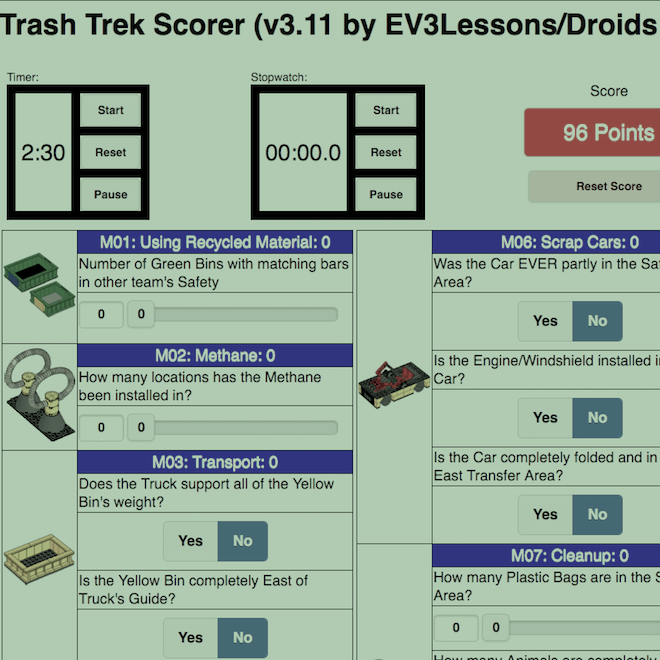 Trash Trek Scorer (v3.11 by EV3Lessons/Droids
Timer:
2:30
Start
Reset
Pause
Stopwatch:
00:00.0
Start
Reset
Pause
Score
96 Points
Reset Score
M01: Using Recycled Material: 0
Number of Green Bins with matching bars
in other team's Safety
0 0
M02: Methane: 0
How many locations has the Methane
been installed in?
0 0
M03: Transport: 0
Does the Truck support all of the Yellow
Bin's weight?
Yes No
Is the Yellow Bin completely East of
Truck's Guide?
Yes No
M06: Scrap Cars: 0
Was the Car EVER partly in the
Area?
Yes No
Is the Engine/Windshield installed
Car?
Yes No
Is the Car completely folded and in
East Transfer Area?
Yes No
M07: Cleanup: 0
How many Plastic Bags are in the
Area?
0 0
How many Animals are completely